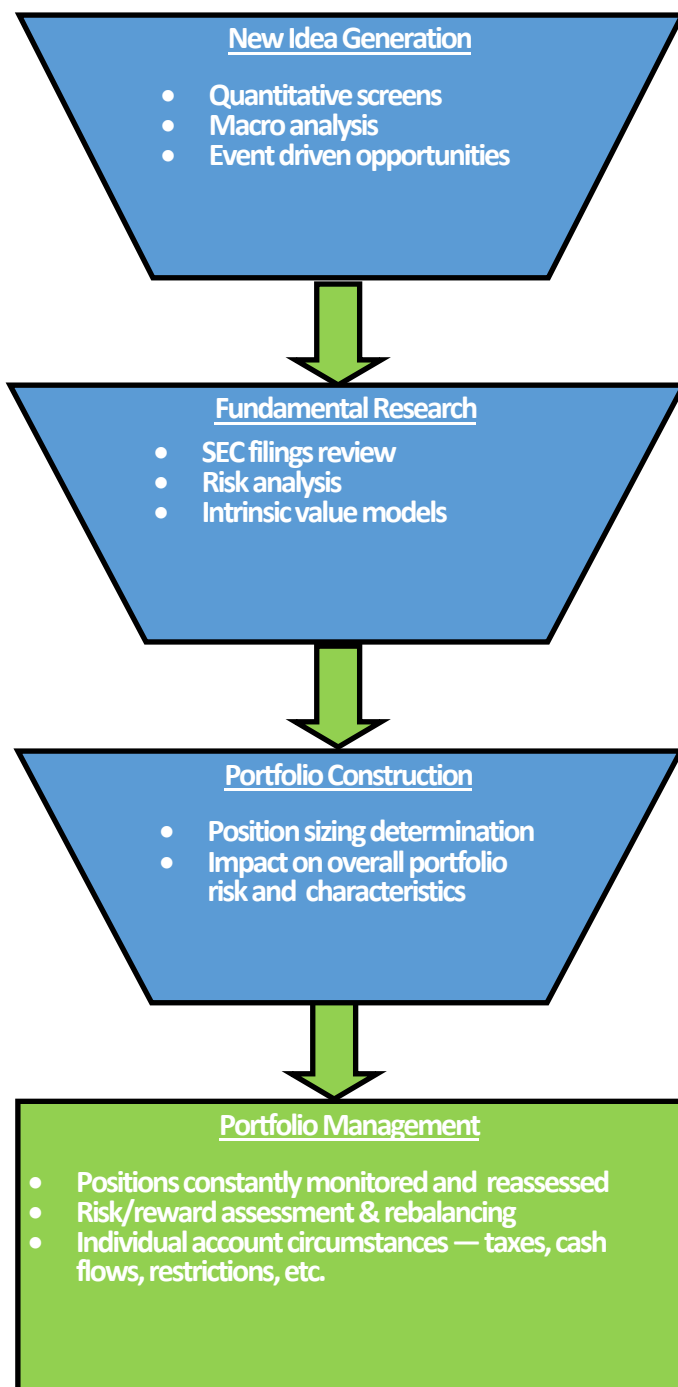 New Idea Generation
• Quantitative screens
• Macro analysis
• Event driven opportunities
Fundamental Research
• SEC filings review
• Risk analysis
• Intrinsic value models
Portfolio Construction
• Position sizing determination
• Impact on overall portfolio
risk and characteristics
Portfolio Management
• Positions constantly monitored and reassessed
• Risk/reward assessment & rebalancing
• Individual account circumstances — taxes, cash
flows, restrictions, etc.